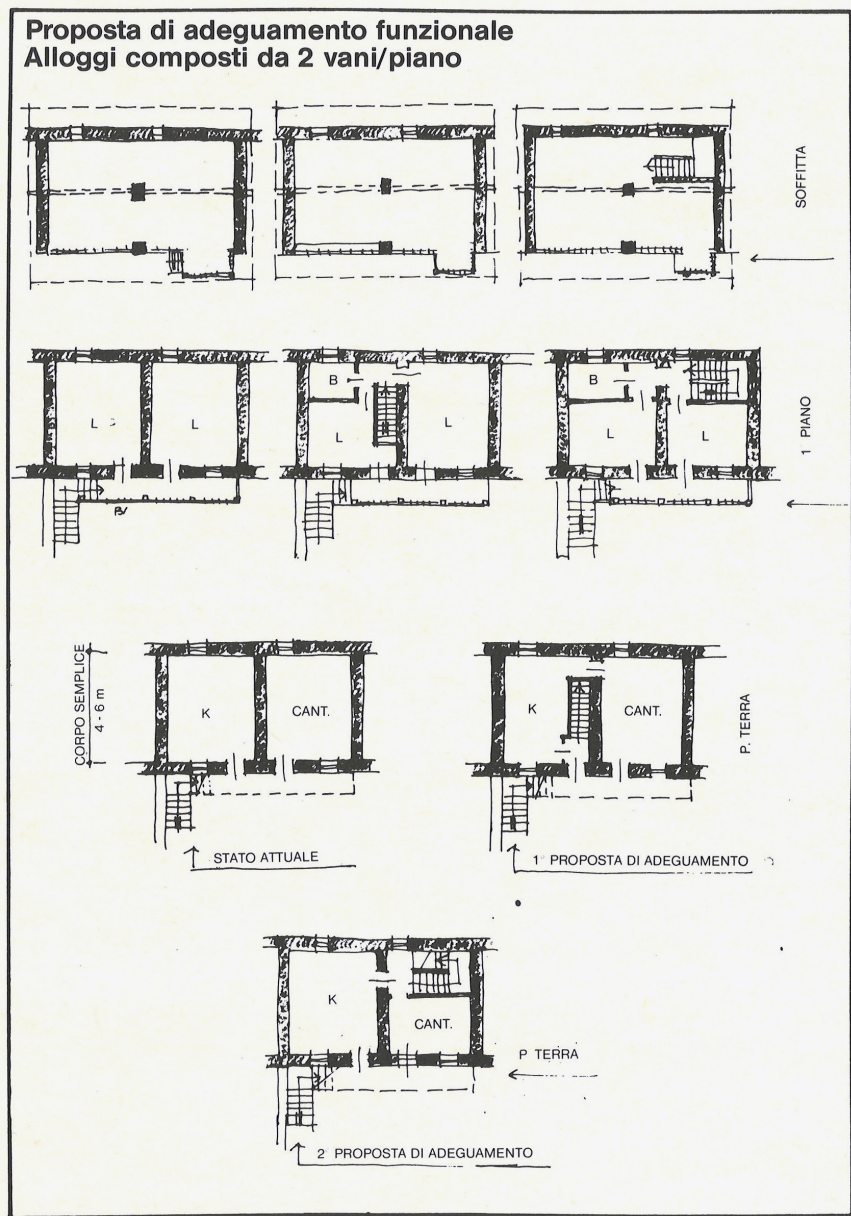 Proposta di adeguamento funzionale
Alloggi composti da 2 vani/piano
SOFFITTA
L
L
B
L
L
B
L
L
1 PIANO
CORPO SEMPLICE
4 - 6 m
K
CANT.
K
CANT.
P. TERRA
STATO ATTUALE
1 PROPOSTA DI ADEGUAMENTO
K
CANT.
P TERRA
2 PROPOSTA DI ADEGUAMENTO